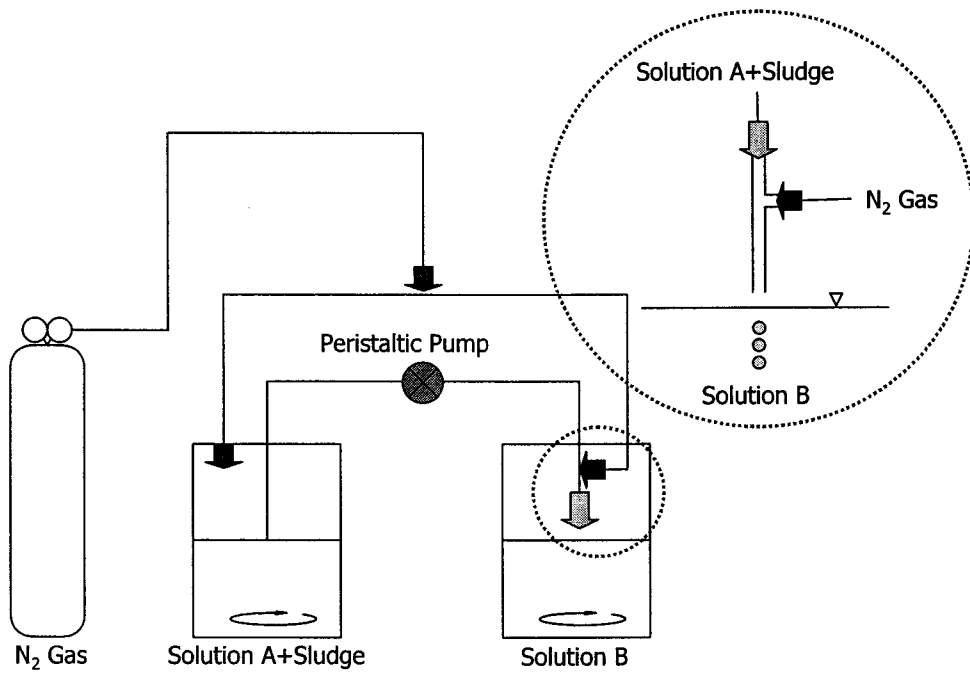 Solution A+Sludge
N₂ Gas
Peristaltic Pump
Solution B
N₂ Gas
Solution A+Sludge
Solution B